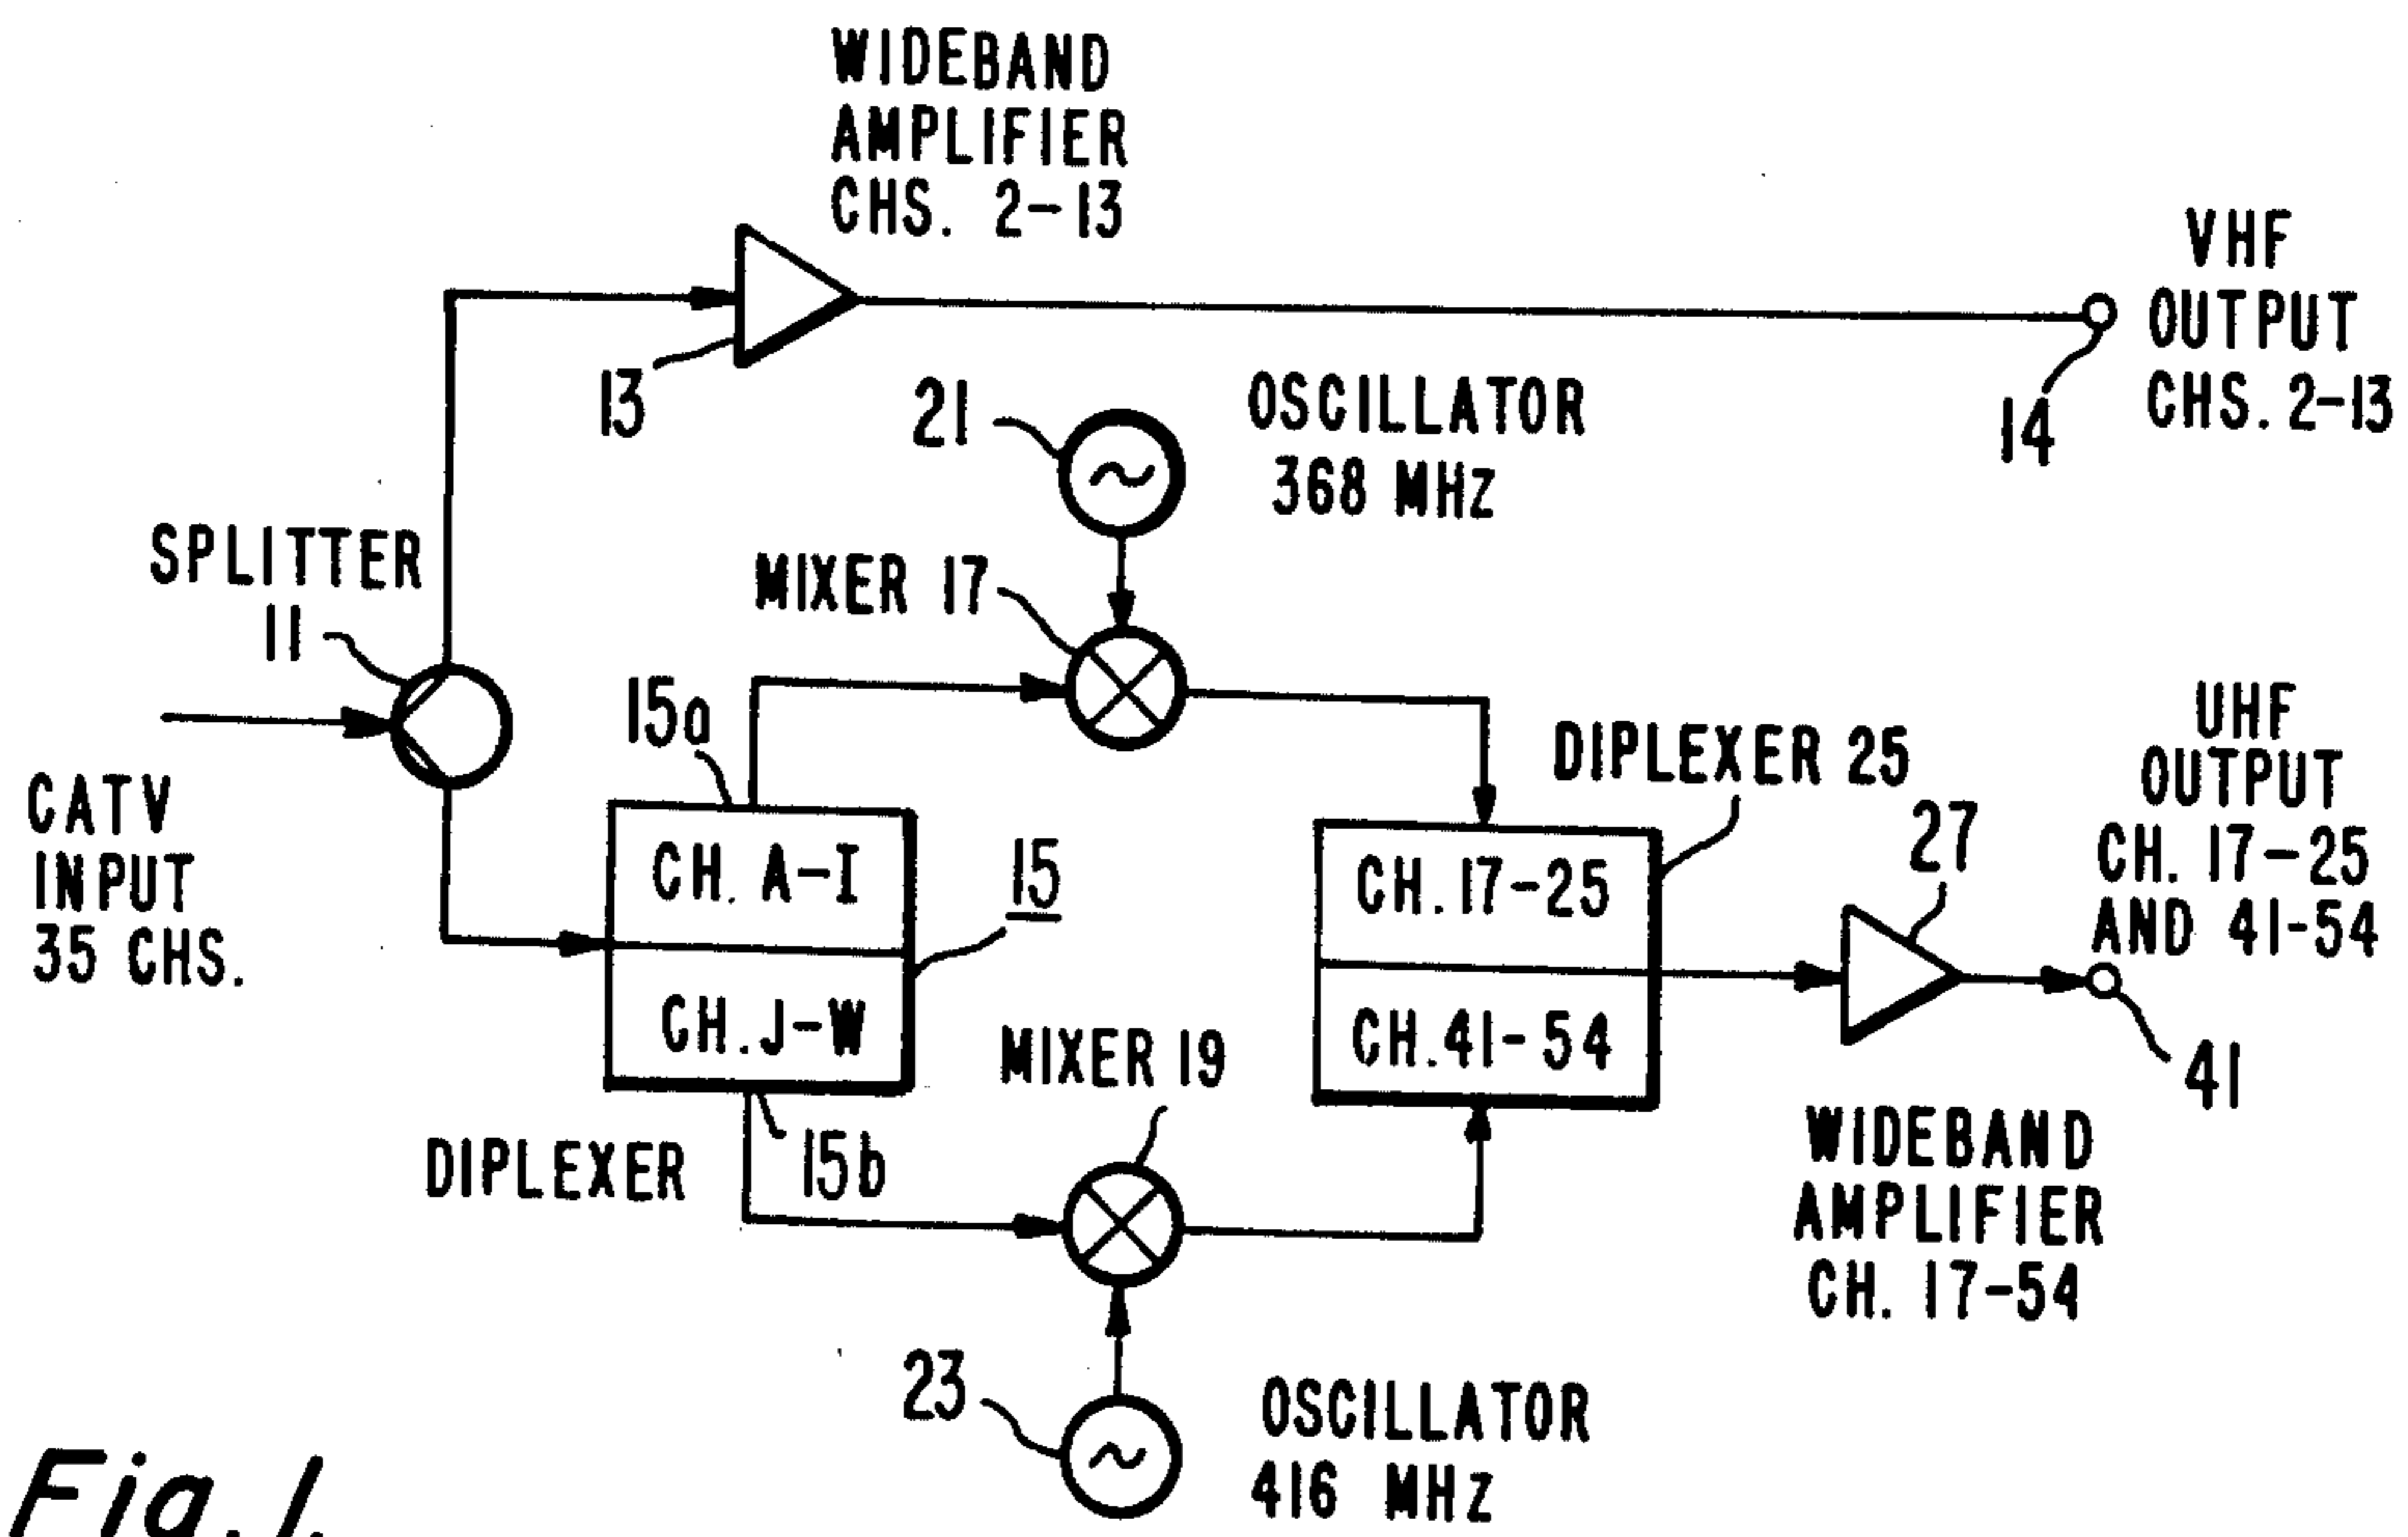 WIDEBAND
AMPLIFIER
CHS. 2-13
VHF
OUTPUT
CHS. 2-13
13
14
21
OSCILLATOR
368 MHZ
SPLITTER
11
MIXER 17
CATV
INPUT
35 CHS.
15a
CH. A-I
CH. J-W
15
DIPLEXER
15b
DIPLEXER 25
CH. 17-25
CH. 41-54
27
UHF
OUTPUT
CH. 17-25
AND 41-54
41
MIXER 19
WIDEBAND
AMPLIFIER
CH. 17-54
23
OSCILLATOR
416 MHZ
Fig. 1.